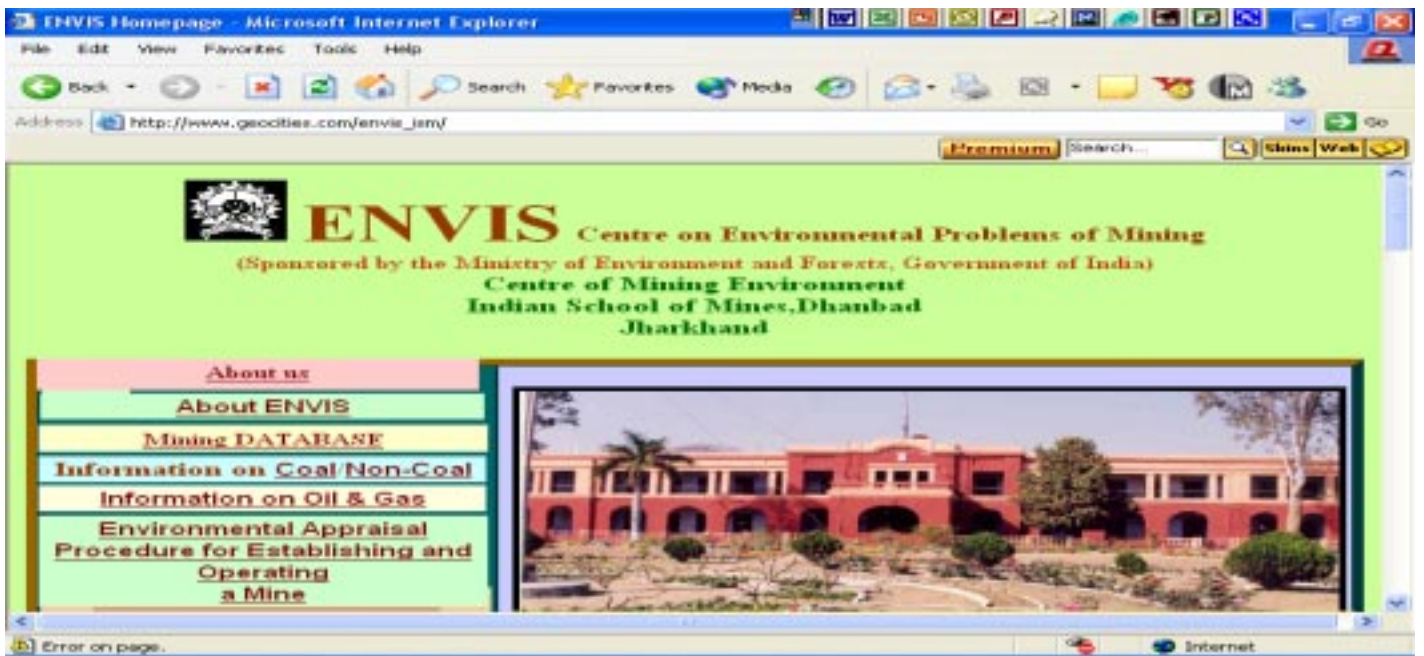 ENVIS Homepage - Microsoft Internet Explorer
File Edit View Favorites Tools Help
Back Search Favorites Media
Address http://www.geocities.com/envis_ism/ Go
Premium Search... Skins Web
ENVIS Centre on Environmental Problems of Mining
(Sponsored by the Ministry of Environment and Forests, Government of India)
Centre of Mining Environment
Indian School of Mines,Dhanbad
Jharkhand
About us
About ENVIS
Mining DATABASE
Information on Coal/Non-Coal
Information on Oil & Gas
Environmental Appraisal
Procedure for Establishing and
Operating
a Mine
Error on page. Internet